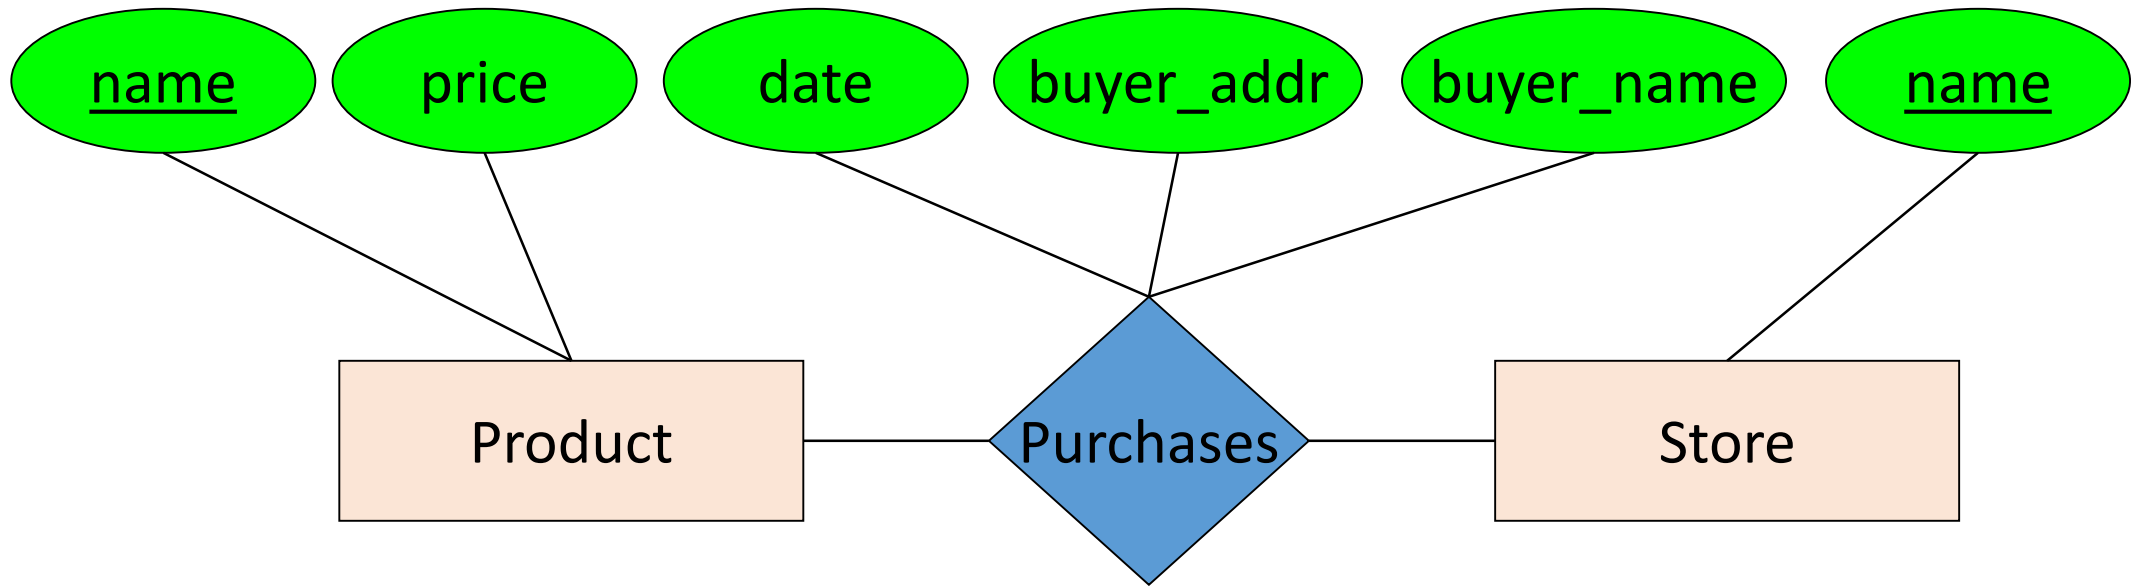 name
price
date
buyer_addr
buyer_name
name
Product
Purchases
Store